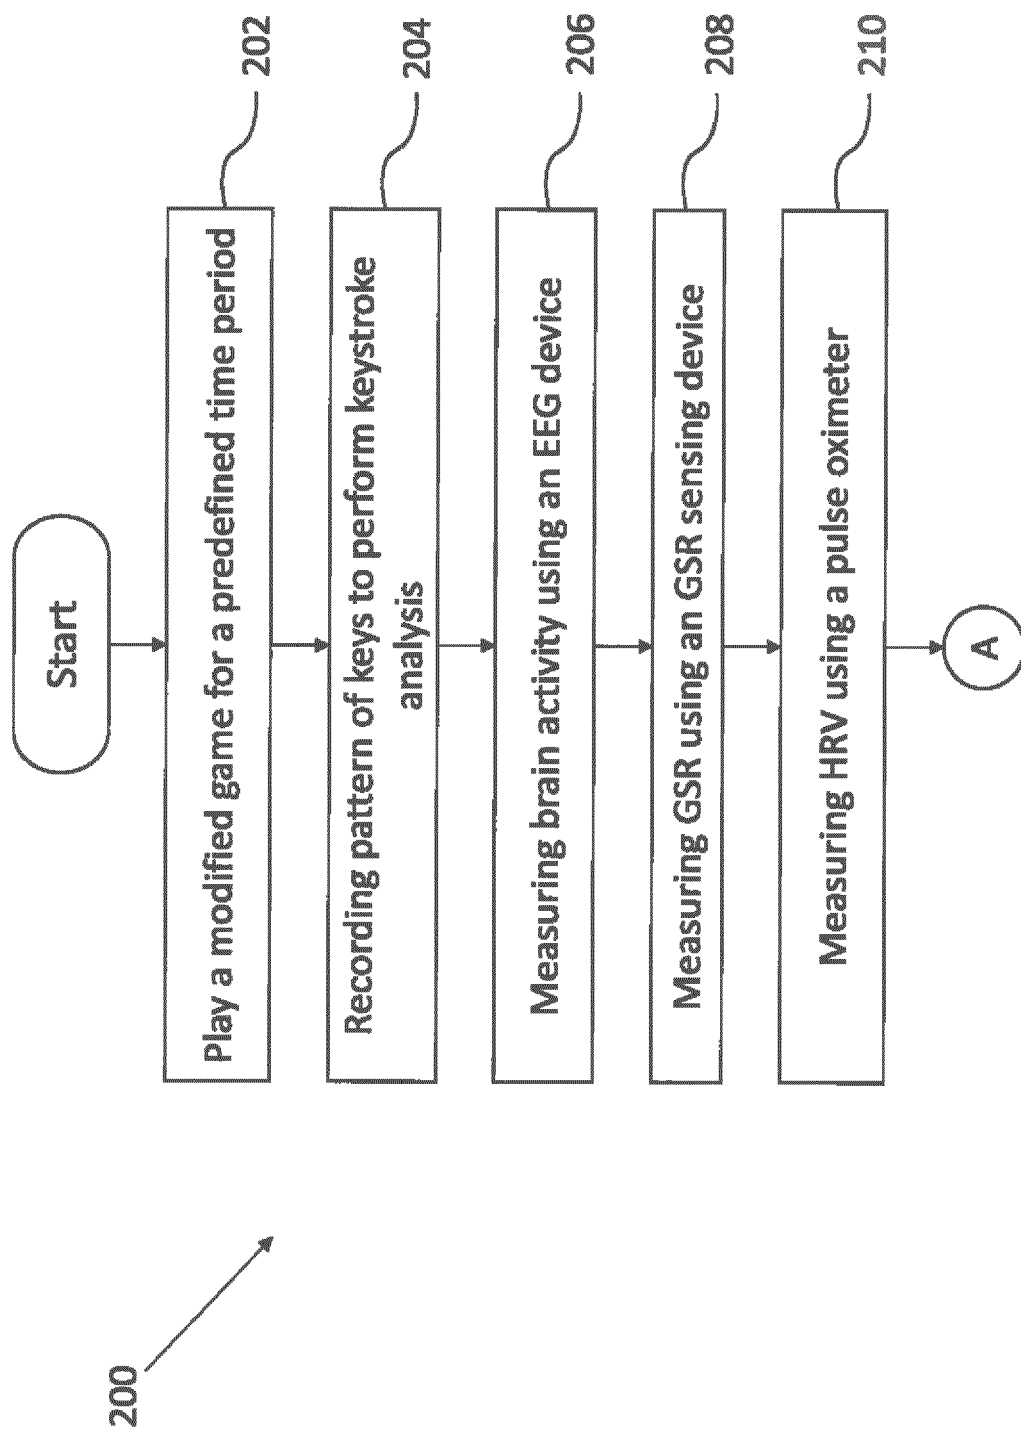 Start
Play a modified game for a predefined time period
202
Recording pattern of keys to perform keystroke
analysis
204
Measuring brain activity using an EEG device
206
Measuring GSR using an GSR sensing device
208
Measuring HRV using a pulse oximeter
210
A
200